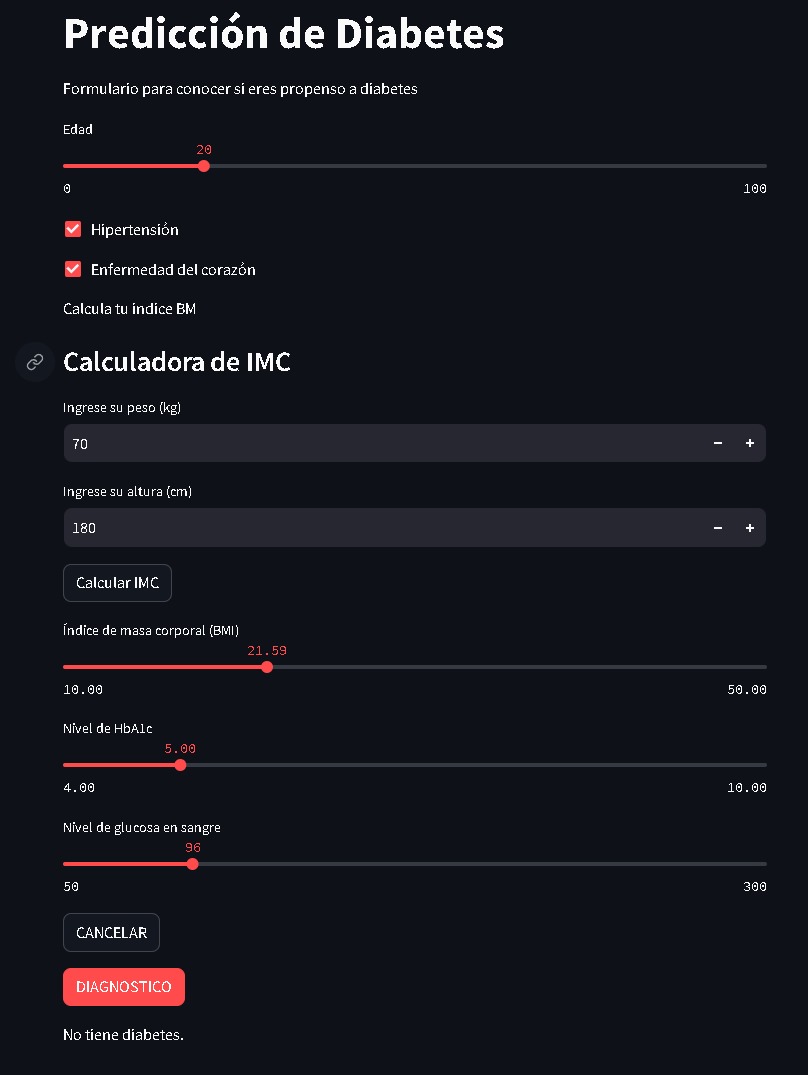 Predicción de Diabetes
Formulario para conocer si eres propenso a diabetes
Edad
20
0 100
Hipertensión
Enfermedad del corazón
Calcula tu índice BM
Calculadora de IMC
Ingrese su peso (kg)
70 − +
Ingrese su altura (cm)
180 − +
Calcular IMC
Índice de masa corporal (BMI)
21.59
10.00 50.00
Nivel de HbA1c
5.00
4.00 10.00
Nivel de glucosa en sangre
96
50 300
CANCELAR
DIAGNOSTICO
No tiene diabetes.